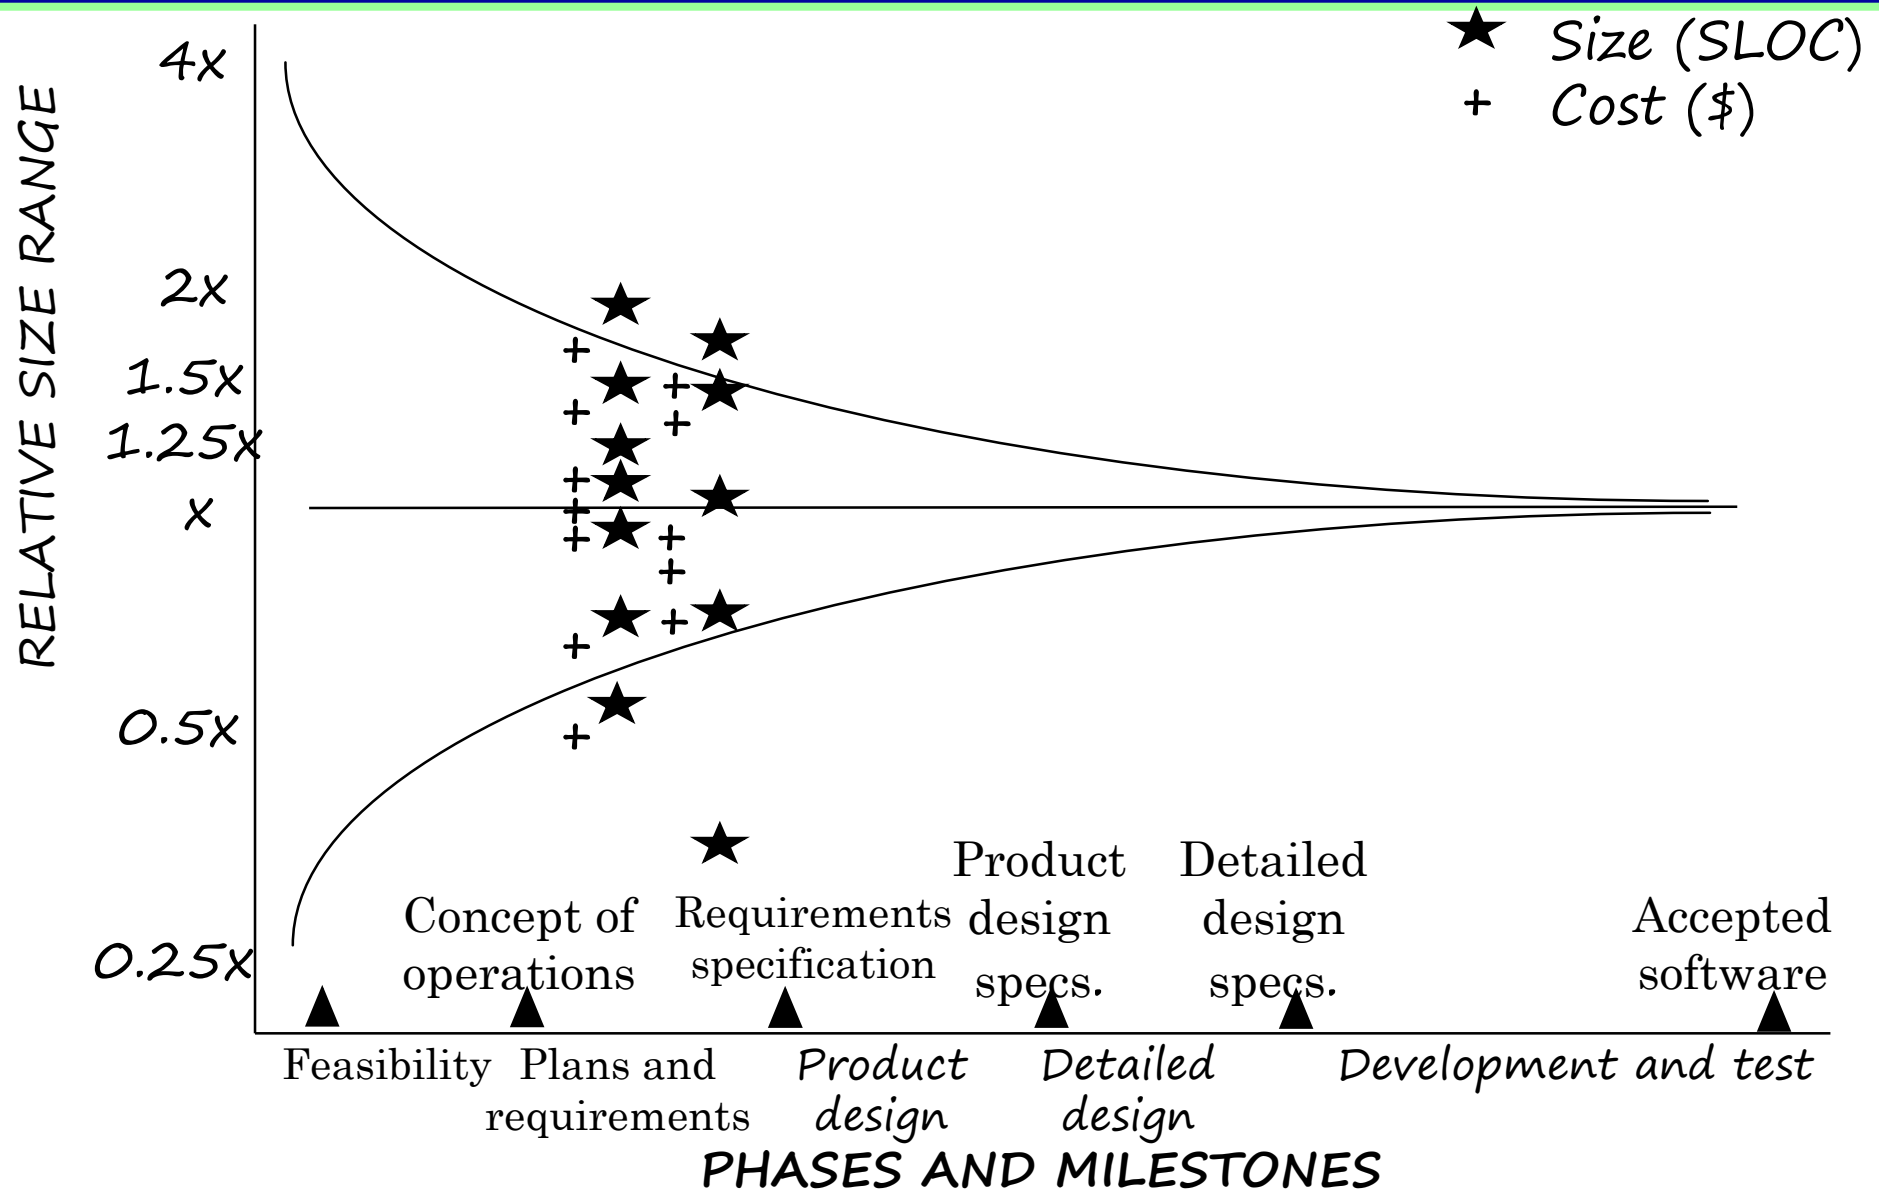 Size (SLOC)
Cost ($)
RELATIVE SIZE RANGE
4x
2x
1.5x
1.25x
x
0.5x
0.25x
Concept of
operations
Requirements
specification
Product
design
specs.
Detailed
design
specs.
Accepted
software
Feasibility
Plans and
requirements
Product
design
Detailed
design
Development and test
PHASES AND MILESTONES